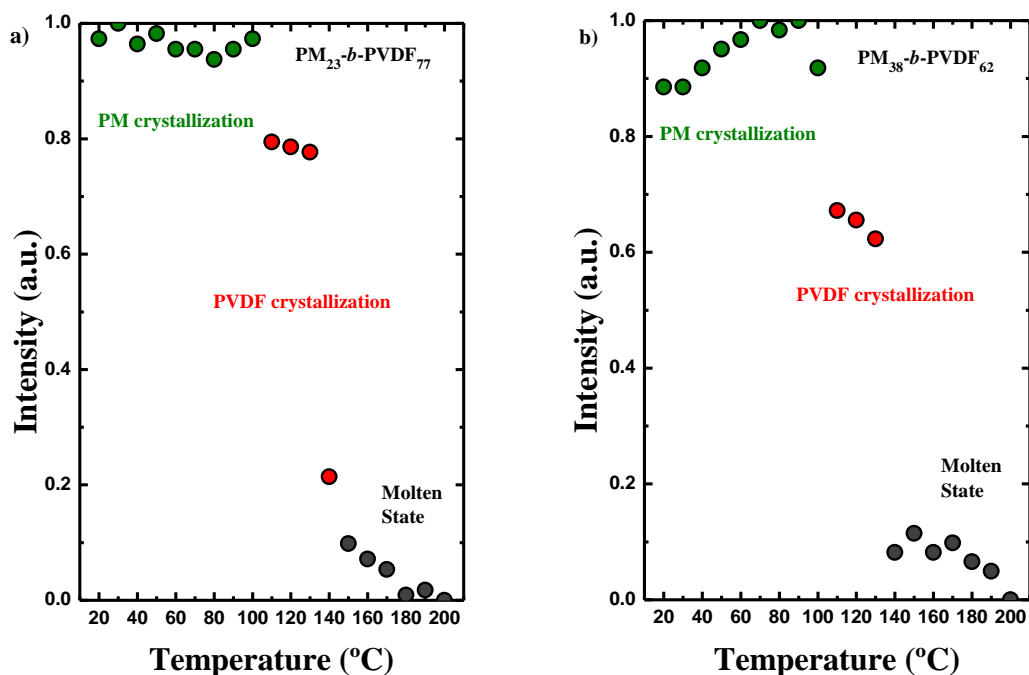 a)
PM₂₃-b-PVDF₇₇
PM crystallization
PVDF crystallization
Molten
State
Intensity (a.u.)
1.0
0.8
0.6
0.4
0.2
0.0
20 40 60 80 100 120 140 160 180 200
Temperature (ºC)
b)
PM₃₈-b-PVDF₆₂
PM crystallization
PVDF crystallization
Molten
State
Intensity (a.u.)
1.0
0.8
0.6
0.4
0.2
0.0
20 40 60 80 100 120 140 160 180 200
Temperature (ºC)